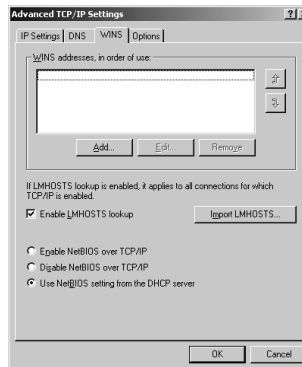 Advanced TCP/IP Settings
IP Settings DNS WINS Options
WINS addresses, in order of use:
Add... Edit... Remove
If LMHOSTS lookup is enabled, it applies to all connections for which
TCP/IP is enabled.
Enable LMHOSTS lookup Import LMHOSTS...
Enable NetBIOS over TCP/IP
Disable NetBIOS over TCP/IP
Use NetBIOS setting from the DHCP server
OK Cancel